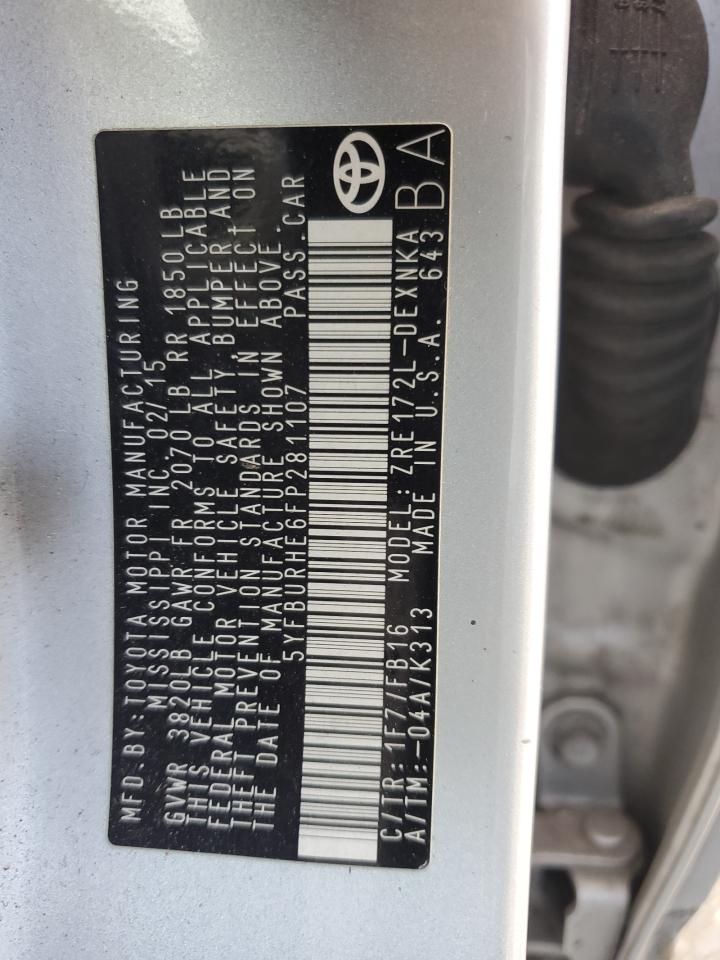 MFD.BY:TOYOTA MOTOR MANUFACTURING
MISSISSIPPI INC.02/15
GVWR 3820LB GAWR FR 2070 LB RR 1850LB
THIS VEHICLE CONFORMS TO ALL APPLICABLE
FEDERAL MOTOR VEHICLE SAFETY, BUMPER, AND
THEFT PREVENTION STANDARDS IN EFFECT ON
THE DATE OF MANUFACTURE SHOWN ABOVE.
5YFBURHE6FP281107 PASS.CAR
C/TR:1F7/FB16 MODEL:ZRE172L-DEXNKA
A/TM:-04A/K313 MADE IN U.S.A. 643
BA